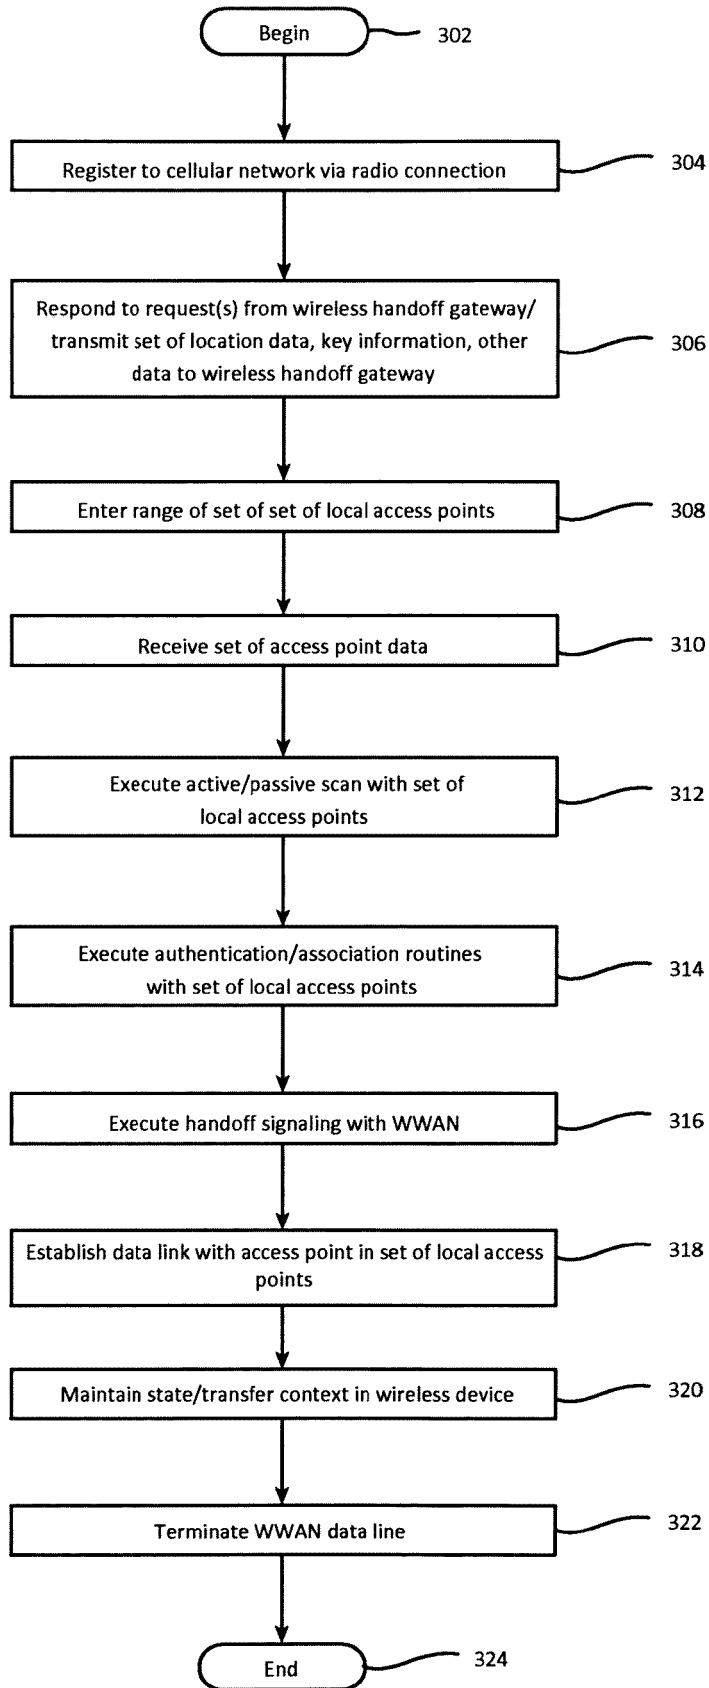 Begin
302
Register to cellular network via radio connection
304
Respond to request(s) from wireless handoff gateway/
transmit set of location data, key information, other
data to wireless handoff gateway
306
Enter range of set of set of local access points
308
Receive set of access point data
310
Execute active/passive scan with set of
local access points
312
Execute authentication/association routines
with set of local access points
314
Execute handoff signaling with WWAN
316
Establish data link with access point in set of local access
points
318
Maintain state/transfer context in wireless device
320
Terminate WWAN data line
322
End
324